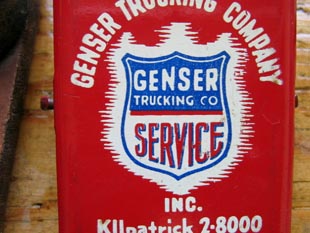 GENSER TRUCKING COMPANY
GENSER
TRUCKING CO
SERVICE
INC.
KIlpatrick 2-8000